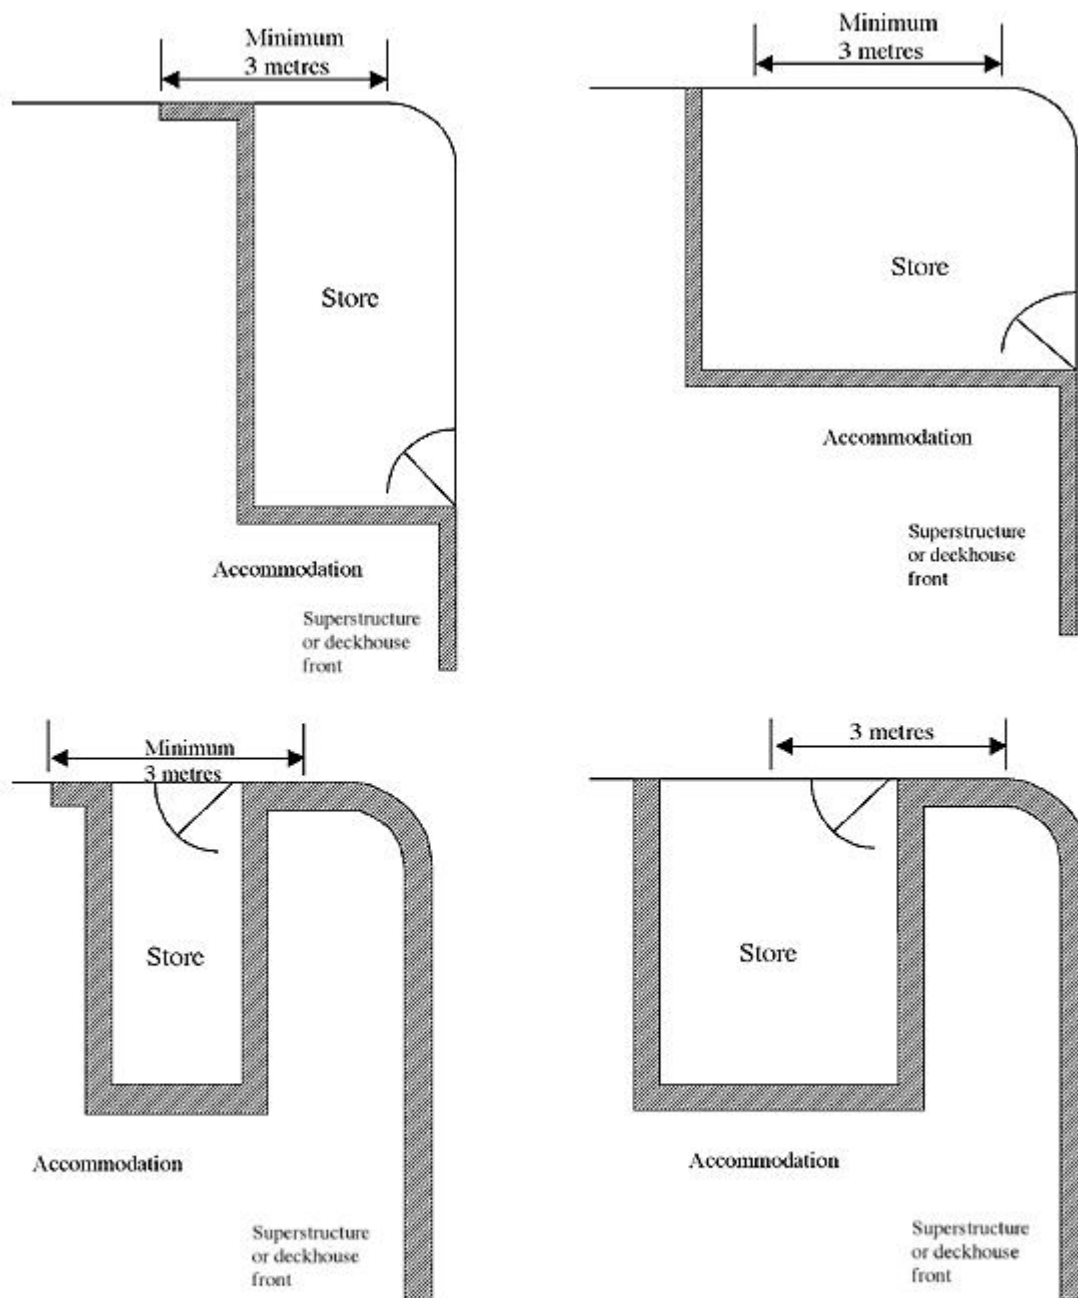 Minimum
3 metres
Store
Accommodation
Superstructure
or deckhouse
front
Minimum
3 metres
Store
Accommodation
Superstructure
or deckhouse
front
Minimum
3 metres
Store
Accommodation
Superstructure
or deckhouse
front
3 metres
Store
Accommodation
Superstructure
or deckhouse
front